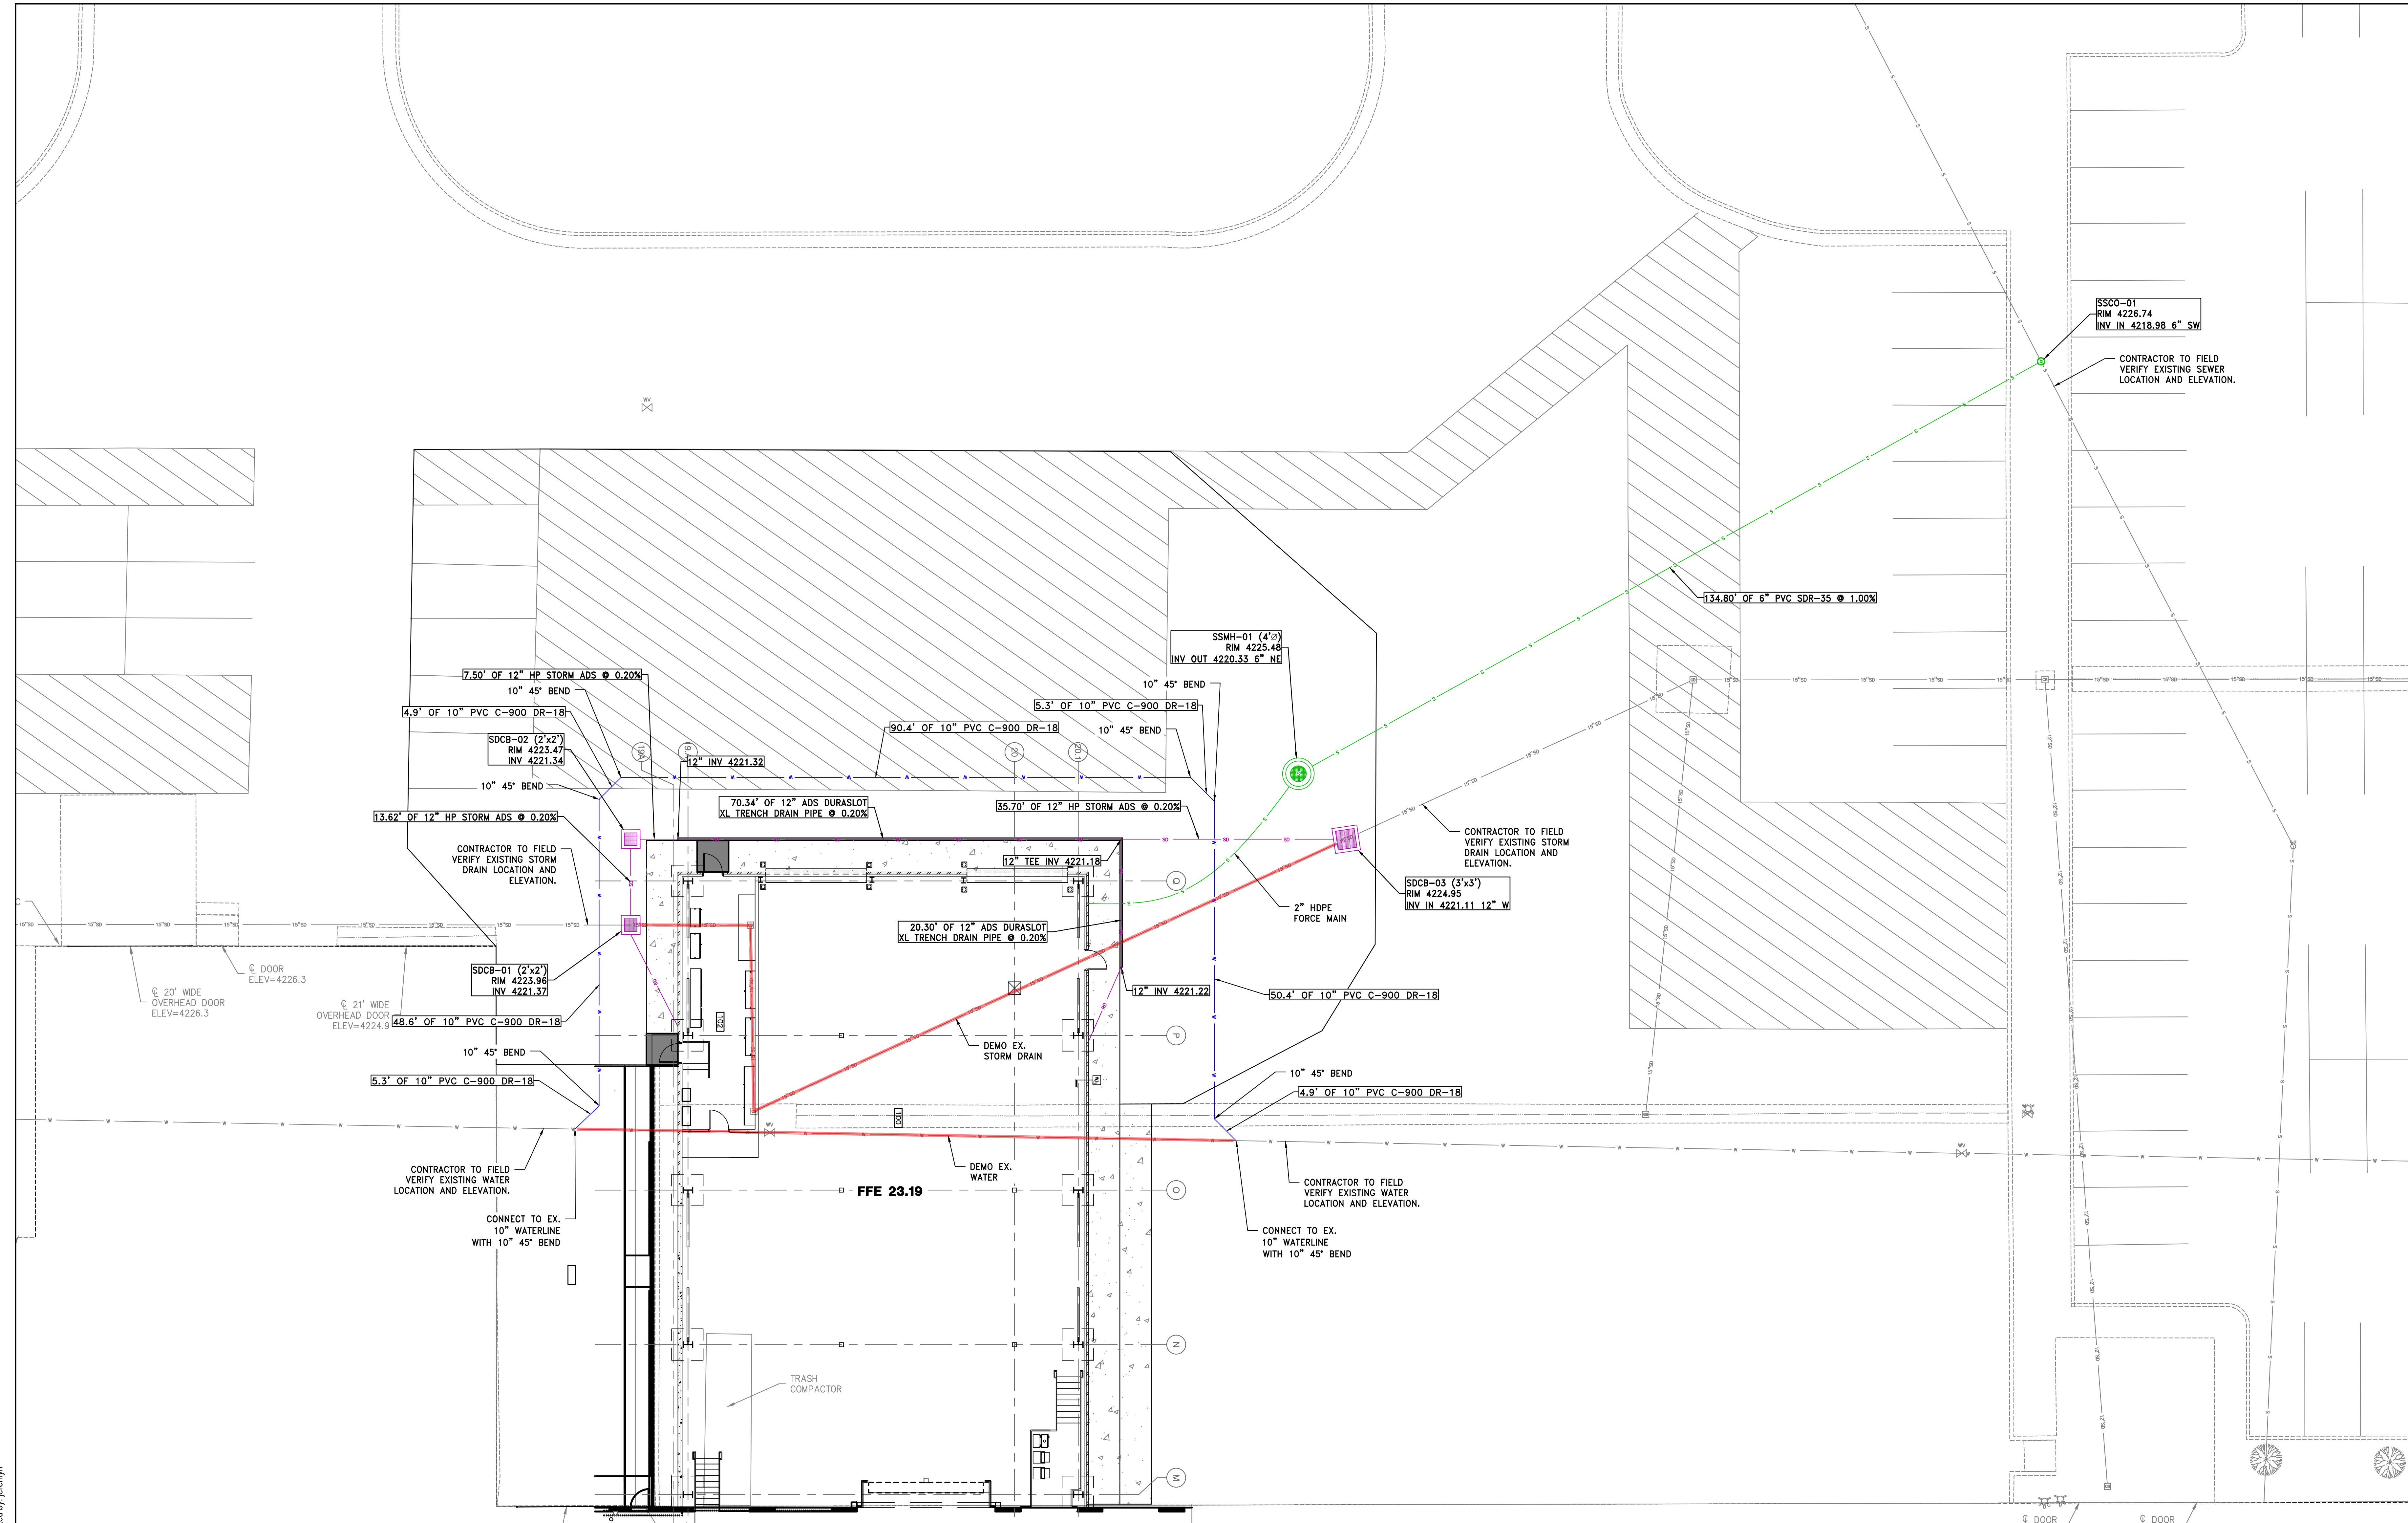 SSCO-01
RIM 4226.74
INV IN 4218.98 6" SW
CONTRACTOR TO FIELD
VERIFY EXISTING SEWER
LOCATION AND ELEVATION.
WV
134.80' OF 6" PVC SDR-35 @ 1.00%
SSMH-01 (4'∅)
RIM 4225.48
INV OUT 4220.33 6" NE
7.50' OF 12" HP STORM ADS @ 0.20%
10" 45° BEND
4.9' OF 10" PVC C-900 DR-18
SDCB-02 (2'x2')
RIM 4223.47
INV 4221.34
10" 45° BEND
13.62' OF 12" HP STORM ADS @ 0.20%
CONTRACTOR TO FIELD
VERIFY EXISTING STORM
DRAIN LOCATION AND
ELEVATION.
10" 45° BEND
5.3' OF 10" PVC C-900 DR-18
10" 45° BEND
90.4' OF 10" PVC C-900 DR-18
19A
20
20.1
12" INV 4221.32
70.34' OF 12" ADS DURASLOT
XL TRENCH DRAIN PIPE @ 0.20%
35.70' OF 12" HP STORM ADS @ 0.20%
12" TEE INV 4221.18
CONTRACTOR TO FIELD
VERIFY EXISTING STORM
DRAIN LOCATION AND
ELEVATION.
SDCB-03 (3'x3')
RIM 4224.95
INV IN 4221.11 12" W
2" HDPE
FORCE MAIN
Q
20.30' OF 12" ADS DURASLOT
XL TRENCH DRAIN PIPE @ 0.20%
12" INV 4221.22
50.4' OF 10" PVC C-900 DR-18
SDCB-01 (2'x2')
RIM 4223.96
INV 4221.37
℄ DOOR
ELEV=4226.3
℄ 20' WIDE
OVERHEAD DOOR
ELEV=4226.3
℄ 21' WIDE
OVERHEAD DOOR
ELEV=4224.9
48.6' OF 10" PVC C-900 DR-18
10" 45° BEND
5.3' OF 10" PVC C-900 DR-18
102
P
DEMO EX.
STORM DRAIN
100
10" 45° BEND
4.9' OF 10" PVC C-900 DR-18
WV
WV
DEMO EX.
WATER
CONTRACTOR TO FIELD
VERIFY EXISTING WATER
LOCATION AND ELEVATION.
CONNECT TO EX.
10" WATERLINE
WITH 10" 45° BEND
FFE 23.19
O
CONTRACTOR TO FIELD
VERIFY EXISTING WATER
LOCATION AND ELEVATION.
CONNECT TO EX.
10" WATERLINE
WITH 10" 45° BEND
N
TRASH
COMPACTOR
M
℄ DOOR
℄ DOOR
15"SD
12"SD
SD
S
W